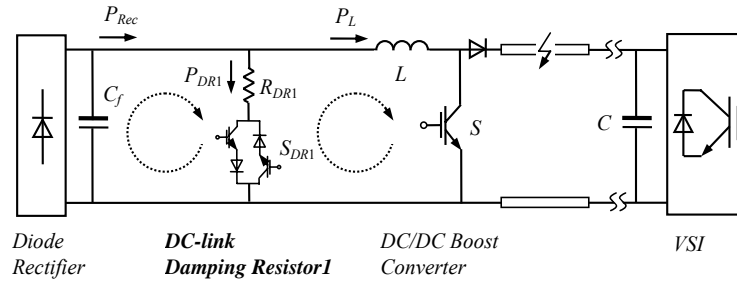 P_Rec
P_L
P_DR1
R_DR1
L
C_f
S_DR1
S
C
Diode
Rectifier
DC-link
Damping Resistor1
DC/DC Boost
Converter
VSI